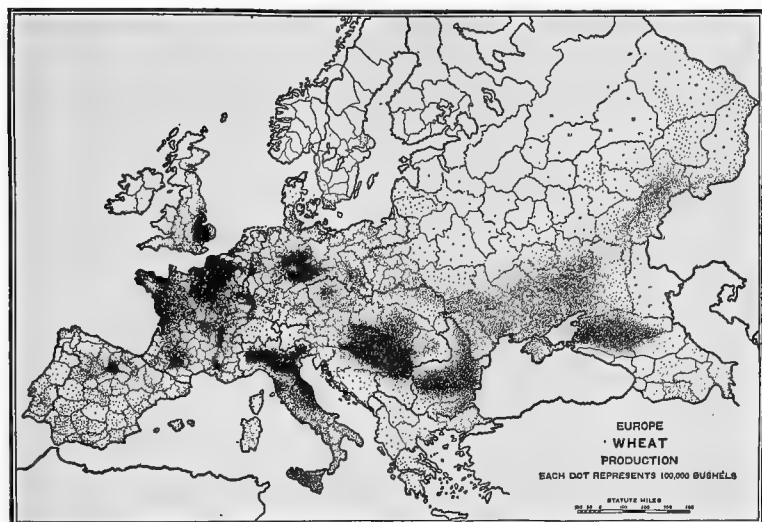 EUROPE
WHEAT
PRODUCTION
EACH DOT REPRESENTS 100,000 BUSHELS
STATUTE MILES